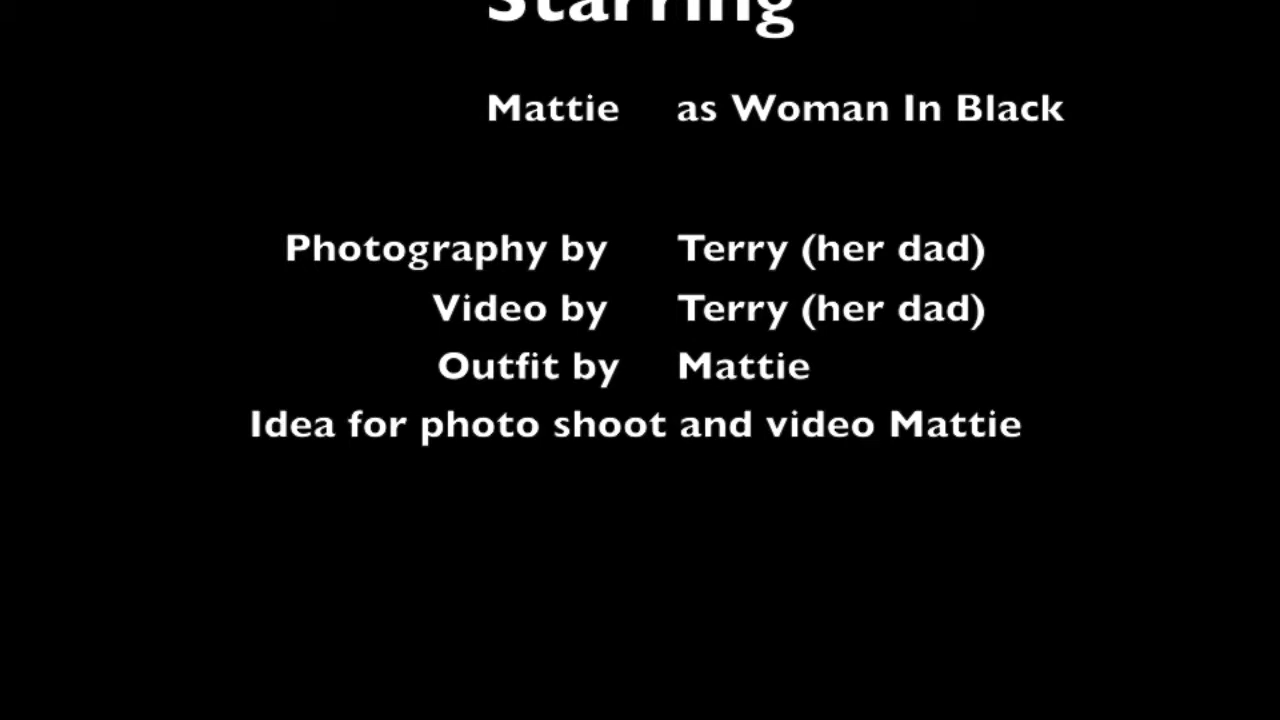 Starring
Mattie as Woman In Black
Photography by Terry (her dad)
Video by Terry (her dad)
Outfit by Mattie
Idea for photo shoot and video Mattie